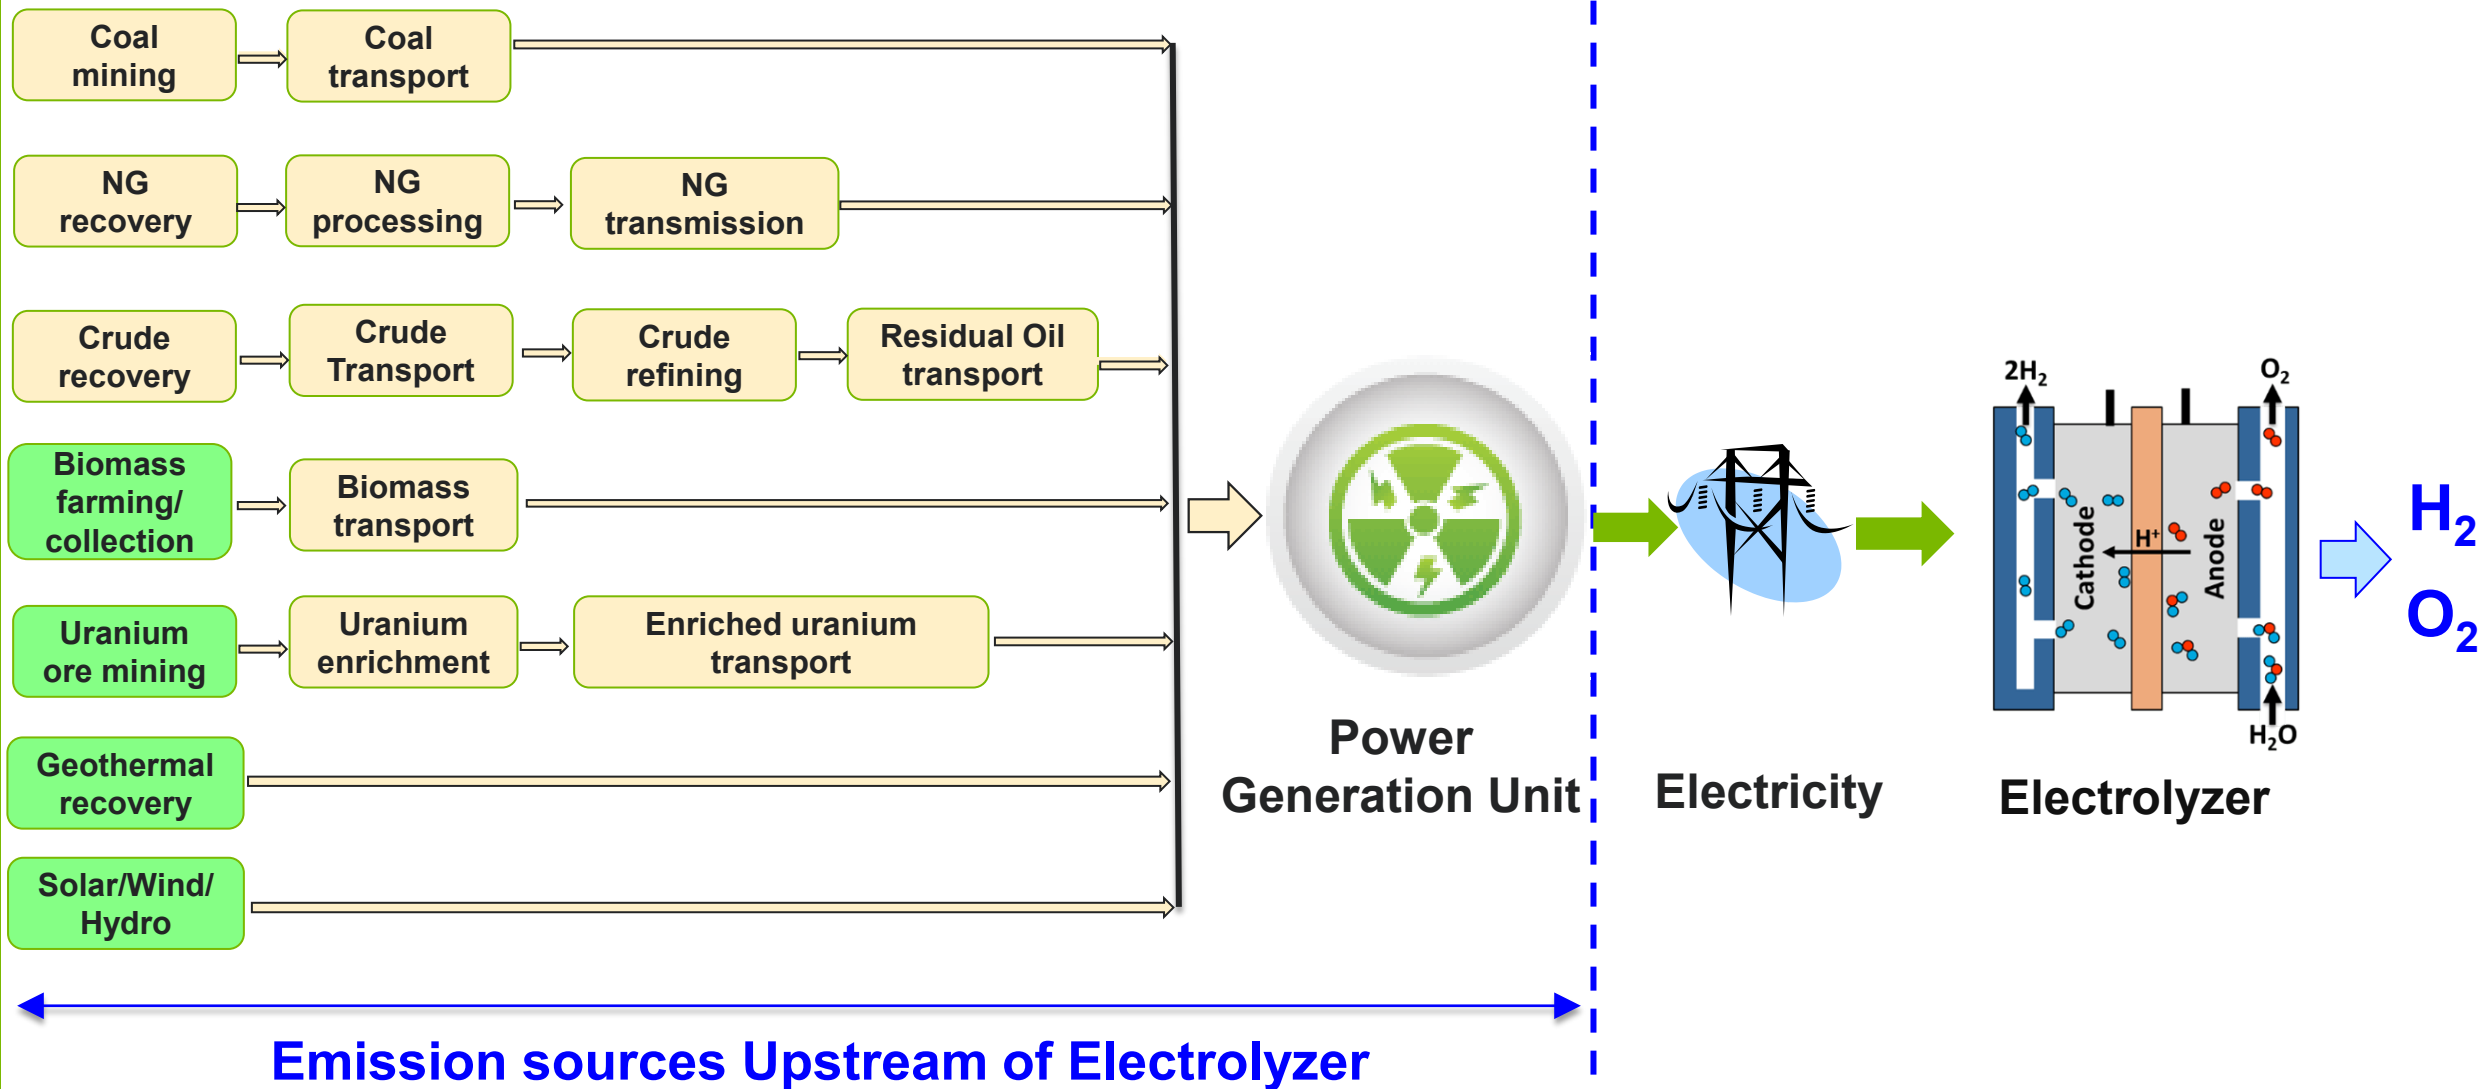 Coal
mining
Coal
transport
NG
recovery
NG
processing
NG
transmission
Crude
recovery
Crude
Transport
Crude
refining
Residual Oil
transport
Biomass
farming/
collection
Biomass
transport
Uranium
ore mining
Uranium
enrichment
Enriched uranium
transport
Geothermal
recovery
Solar/Wind/
Hydro
Power
Generation Unit
Electricity
2H₂
O₂
Cathode
H⁺
Anode
H₂O
Electrolyzer
H₂
O₂
Emission sources Upstream of Electrolyzer